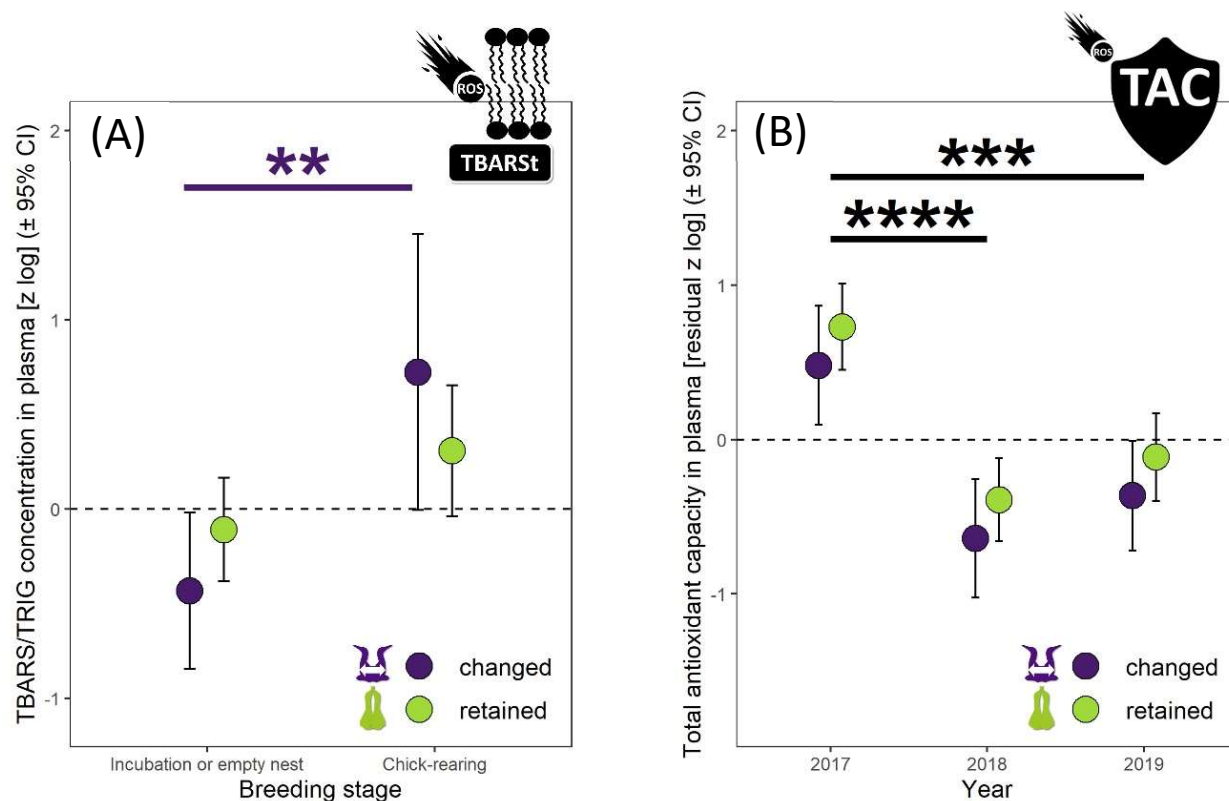 (A)
ROS
TBARSt
**
TBARS/TRIG concentration in plasma [z log] (± 95% CI)
2
1
0
-1
changed
retained
Incubation or empty nest
Chick-rearing
Breeding stage
(B)
ROS
TAC
***
****
Total antioxidant capacity in plasma [residual z log] (± 95% CI)
2
1
0
-1
changed
retained
2017
2018
2019
Year